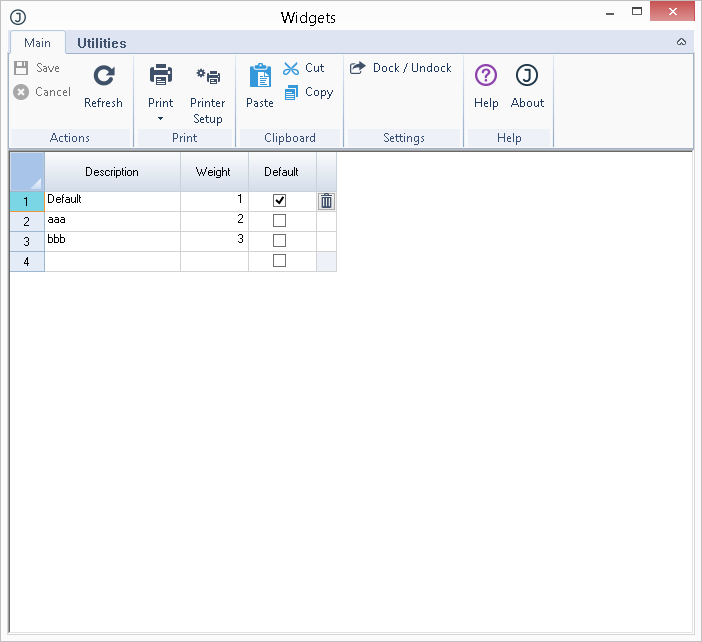 Widgets
Main Utilities
Save
Cancel
Refresh
Print
Printer
Setup
Paste
Cut
Copy
Dock / Undock
Help
About
Actions Print Clipboard Settings Help
Description Weight Default
1 Default 1
2 aaa 2
3 bbb 3
4